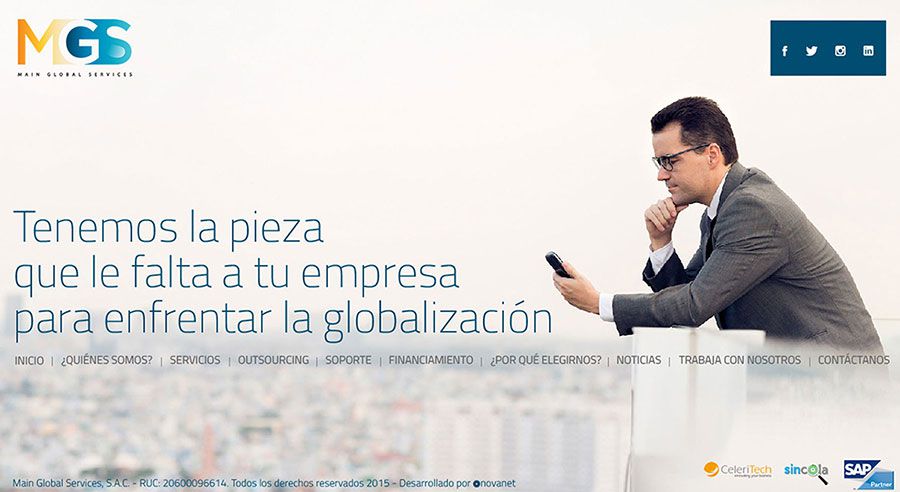 MGS
MAIN GLOBAL SERVICES
Tenemos la pieza
que le falta a tu empresa
para enfrentar la globalización
INICIO | ¿QUIÉNES SOMOS? | SERVICIOS | OUTSOURCING | SOPORTE | FINANCIAMIENTO | ¿POR QUÉ ELEGIRNOS? | NOTICIAS | TRABAJA CON NOSOTROS | CONTÁCTANOS
CeleriTech
sincola
SAP
Partner
Main Global Services, S.A.C. - RUC: 20600096614. Todos los derechos reservados 2015 - Desarrollado por novanet